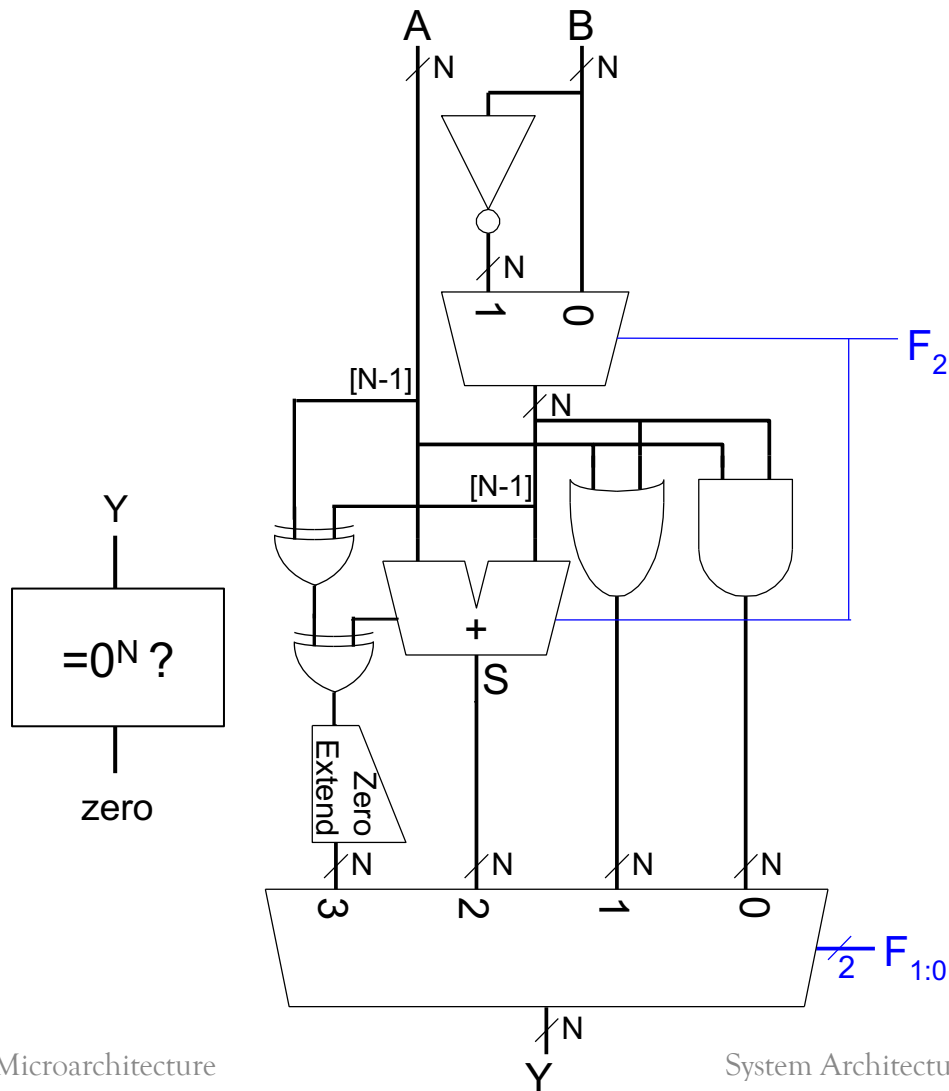 A B
N N
N
1 0
F2
[N-1]
N
[N-1]
Y
=0ᴺ ?
+
S
zero
Zero
Extend
N N N N
3 2 1 0
2 F1:0
N
Microarchitecture System Architectu
Y